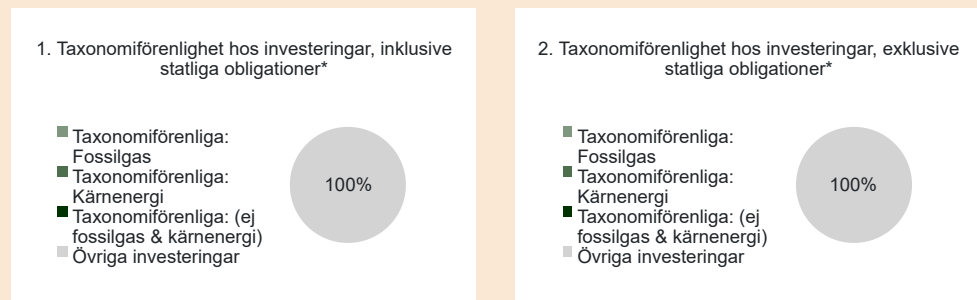 1. Taxonomiförenlighet hos investeringar, inklusive
statliga obligationer*
Taxonomiförenliga:
Fossilgas
Taxonomiförenliga:
Kärnenergi
Taxonomiförenliga: (ej
fossilgas & kärnenergi)
Övriga investeringar
100%
2. Taxonomiförenlighet hos investeringar, exklusive
statliga obligationer*
Taxonomiförenliga:
Fossilgas
Taxonomiförenliga:
Kärnenergi
Taxonomiförenliga: (ej
fossilgas & kärnenergi)
Övriga investeringar
100%